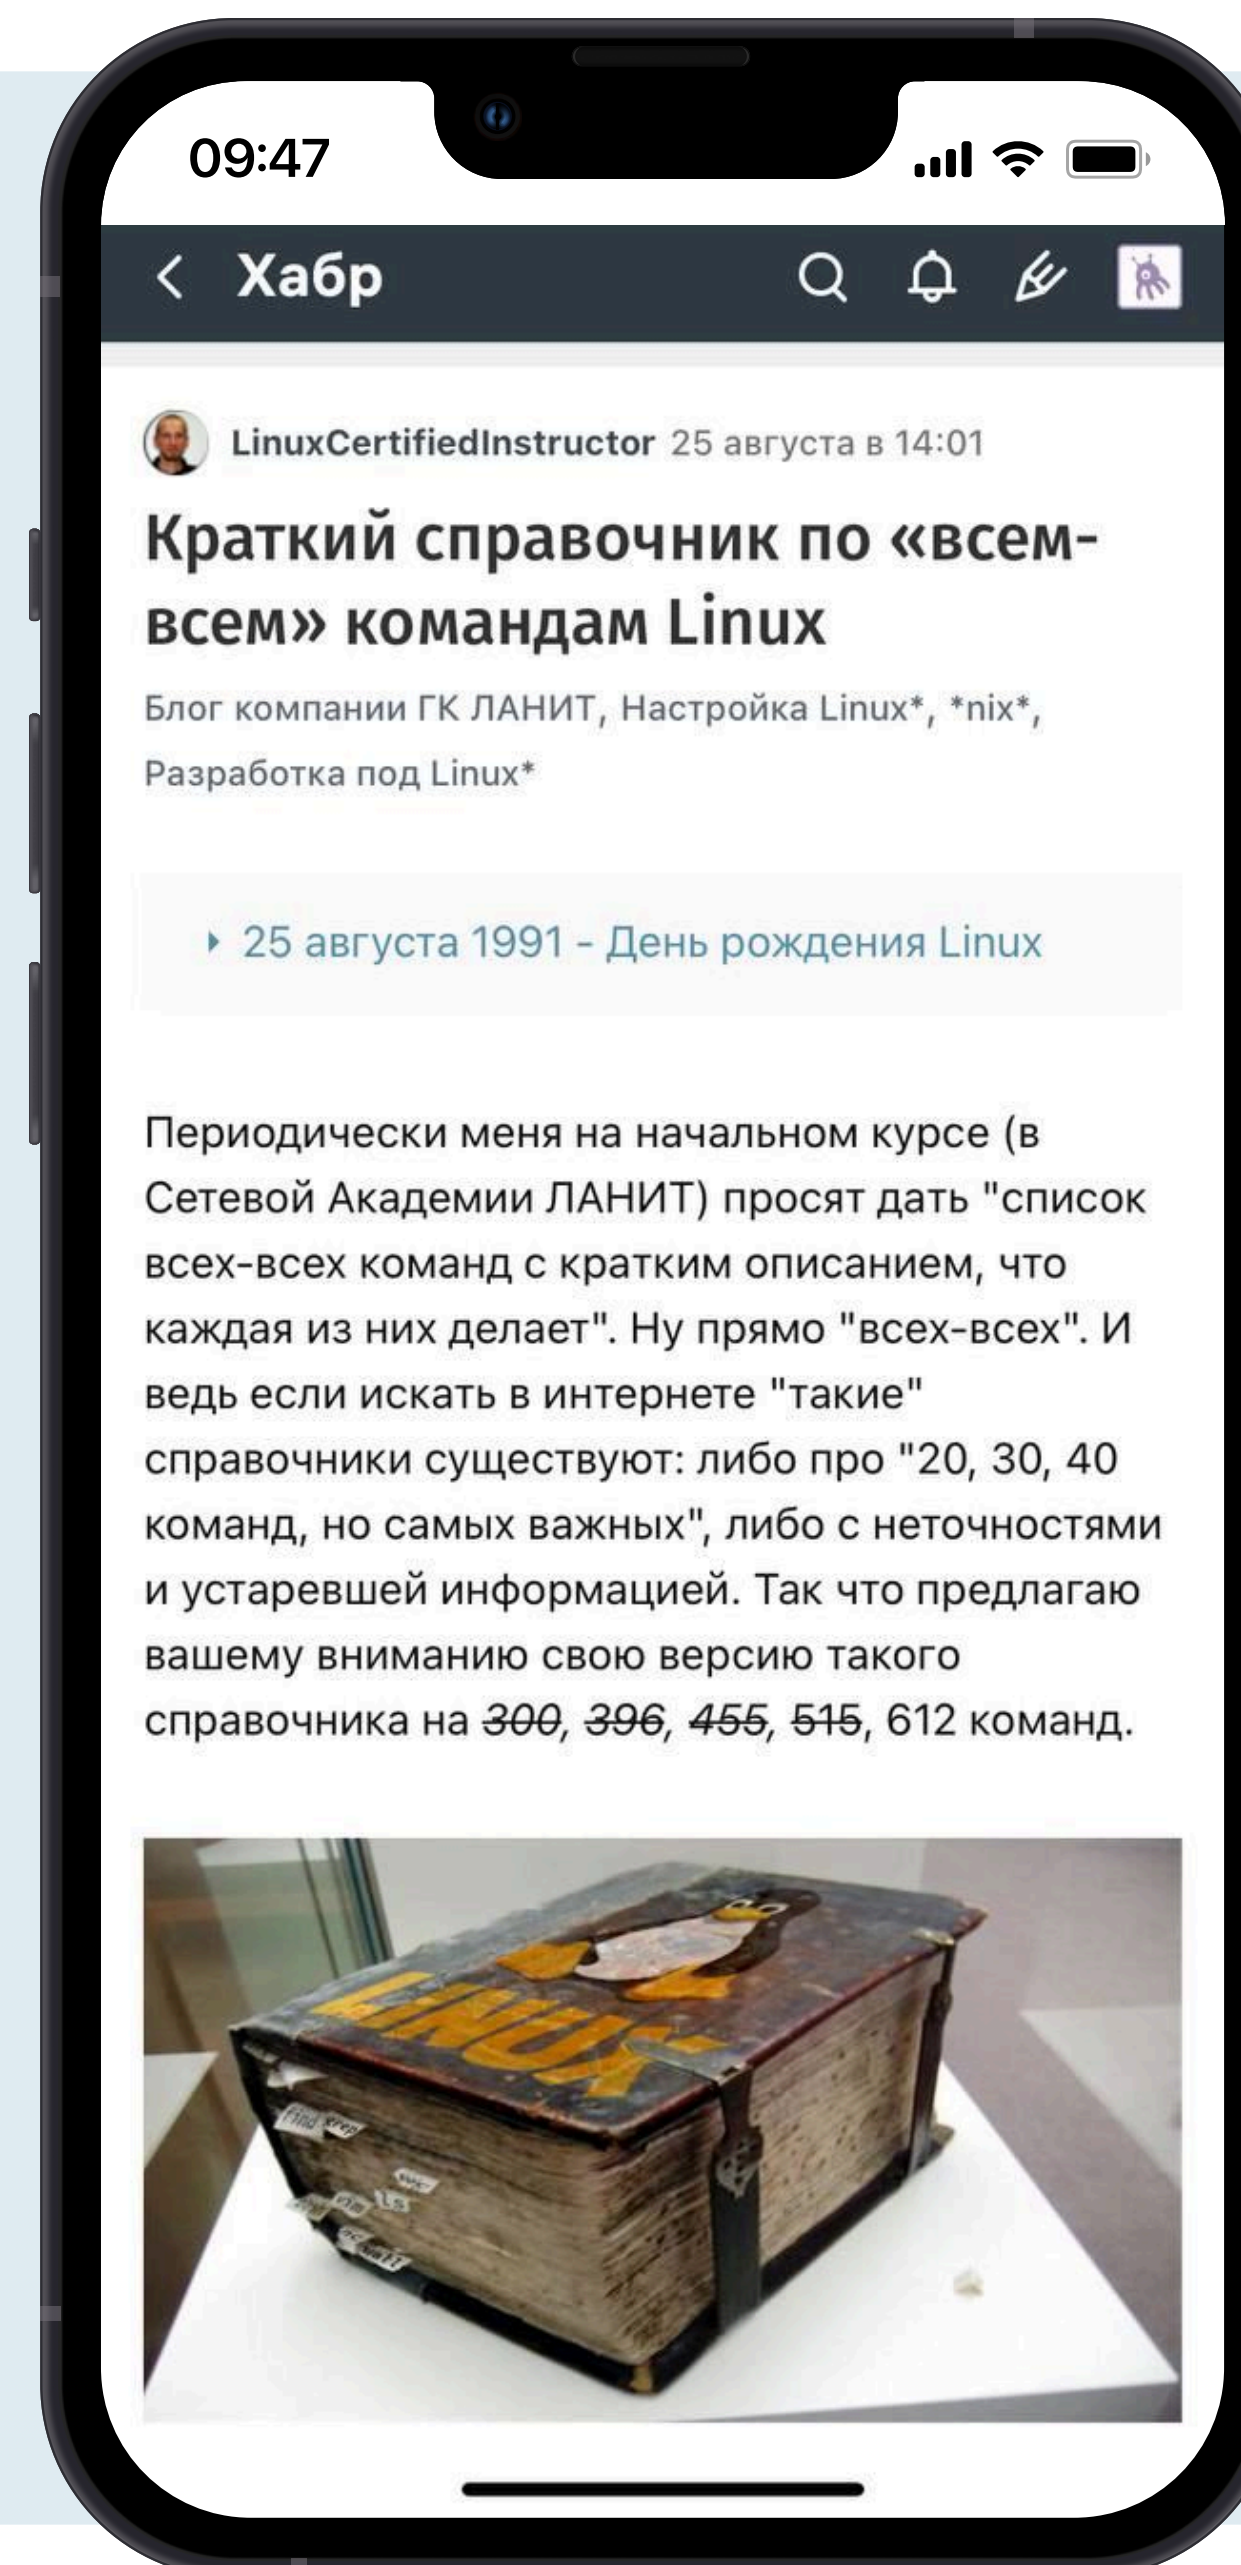 09:47
Хабр
LinuxCertifiedInstructor 25 августа в 14:01
Краткий справочник по «всем-
всем» командам Linux
Блог компании ГК ЛАНИТ, Настройка Linux*, *nix*,
Разработка под Linux*
25 августа 1991 - День рождения Linux
Периодически меня на начальном курсе (в
Сетевой Академии ЛАНИТ) просят дать "список
всех-всех команд с кратким описанием, что
каждая из них делает". Ну прямо "всех-всех". И
ведь если искать в интернете "такие"
справочники существуют: либо про "20, 30, 40
команд, но самых важных", либо с неточностями
и устаревшей информацией. Так что предлагаю
вашему вниманию свою версию такого
справочника на 300, 396, 455, 515, 612 команд.
LINUX
find grep
ls